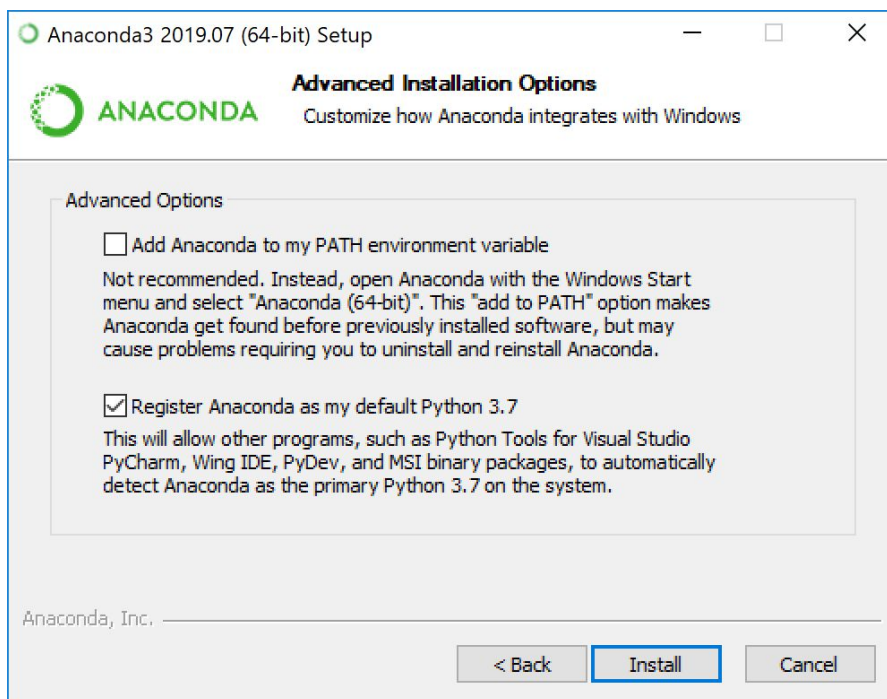 Anaconda3 2019.07 (64-bit) Setup
ANACONDA
Advanced Installation Options
Customize how Anaconda integrates with Windows
Advanced Options
Add Anaconda to my PATH environment variable
Not recommended. Instead, open Anaconda with the Windows Start
menu and select "Anaconda (64-bit)". This "add to PATH" option makes
Anaconda get found before previously installed software, but may
cause problems requiring you to uninstall and reinstall Anaconda.
Register Anaconda as my default Python 3.7
This will allow other programs, such as Python Tools for Visual Studio
PyCharm, Wing IDE, PyDev, and MSI binary packages, to automatically
detect Anaconda as the primary Python 3.7 on the system.
Anaconda, Inc.
< Back Install Cancel